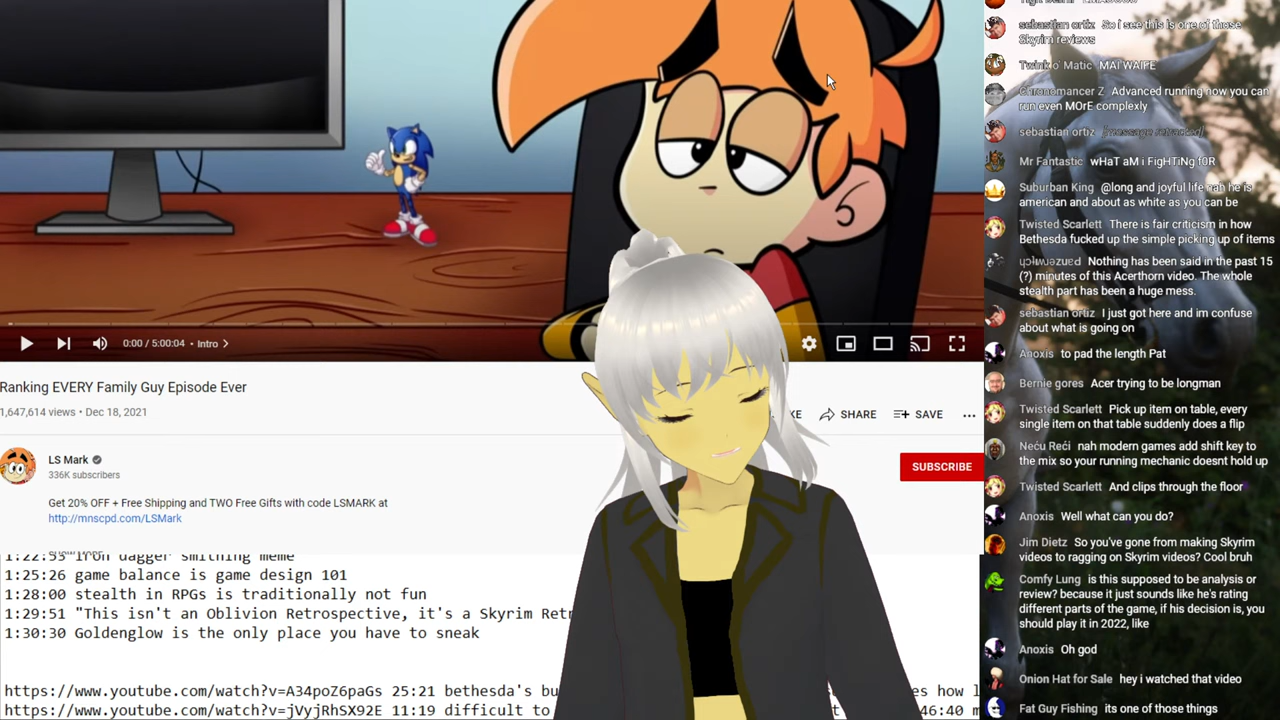 0:00 / 5:00:04 • Intro
Ranking EVERY Family Guy Episode Ever
1,647,614 views • Dec 18, 2021
KE
SHARE
SAVE
LS Mark
336K subscribers
SUBSCRIBE
Get 20% OFF + Free Shipping and TWO Free Gifts with code LSMARK at
http://mnscpd.com/LSMark
iron dagger smithing meme
1:25:26 game balance is game design 101
1:28:00 stealth in RPGs is traditionally not fun
1:29:51 "This isn't an Oblivion Retrospective, it's a Skyrim Retr
1:30:30 Goldenglow is the only place you have to sneak
https://www.youtube.com/watch?v=A34poZ6paGs 25:21 bethesda's bu
es how l
https://www.youtube.com/watch?v=jVyjRhSX92E 11:19 difficult to
46:40 m
sebastian ortiz So i see this is one of those
Skyrim reviews
Twink o' Matic MAI WAIFE
Chronomancer Z Advanced running now you can
run even MOrE complexly
sebastian ortiz [message retracted]
Mr Fantastic wHaT aM i FigHTiNg f0R
Suburban King @long and joyful life nah he is
american and about as white as you can be
Twisted Scarlett There is fair criticism in how
Bethesda fucked up the simple picking up of items
Nothing has been said in the past 15
(?) minutes of this Acerthorn video. The whole
stealth part has been a huge mess.
sebastian ortiz I just got here and im confuse
about what is going on
Anoxis to pad the length Pat
Bernie gores Acer trying to be longman
Twisted Scarlett Pick up item on table, every
single item on that table suddenly does a flip
Neću Reći nah modern games add shift key to
the mix so your running mechanic doesnt hold up
Twisted Scarlett And clips through the floor
Anoxis Well what can you do?
Jim Dietz So you've gone from making Skyrim
videos to ragging on Skyrim videos? Cool bruh
Comfy Lung is this supposed to be analysis or
review? because it just sounds like he's rating
different parts of the game, if his decision is, you
should play it in 2022, like
Anoxis Oh god
Onion Hat for Sale hey i watched that video
Fat Guy Fishing its one of those things